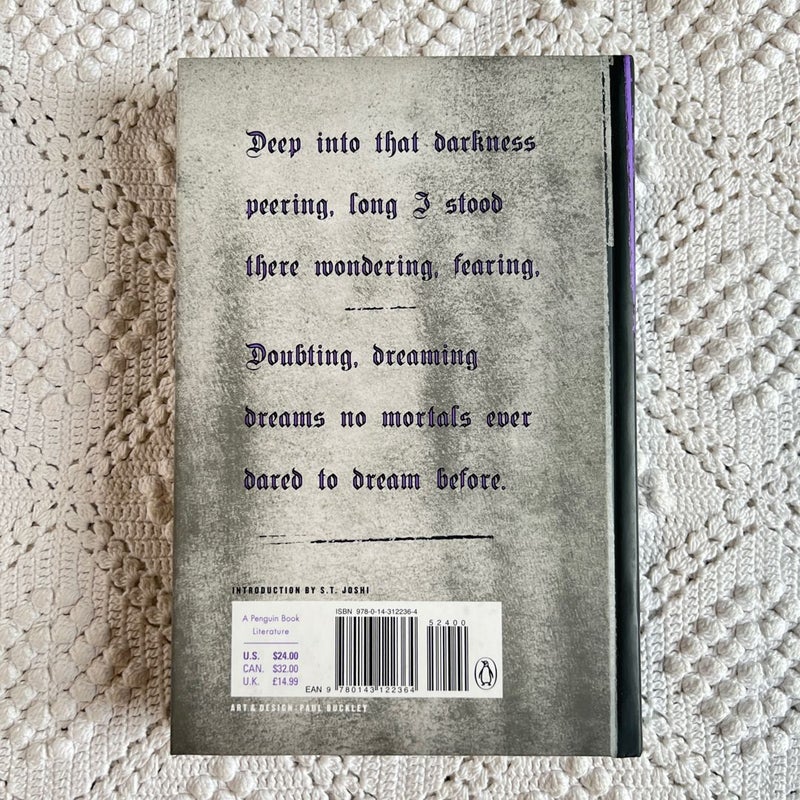 Deep into that darkness
peering, long I stood
there wondering, fearing,
Doubting, dreaming
dreams no mortals ever
dared to dream before.
INTRODUCTION BY S.T. JOSHI
A Penguin Book
Literature
U.S. $24.00
CAN. $32.00
U.K. £14.99
ISBN 978-0-14-312236-4
52400
EAN 9 780143 122364
ART & DESIGN: PAUL BUCKLEY